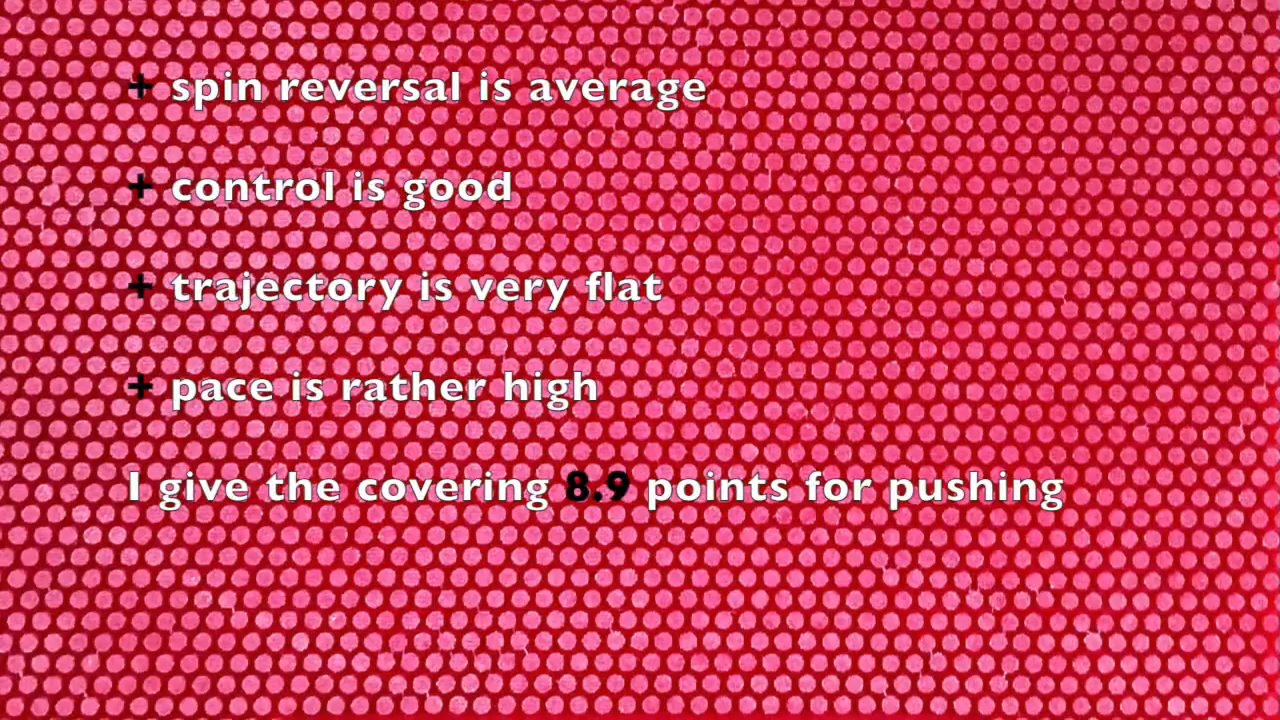 + spin reversal is average
+ control is good
+ trajectory is very flat
+ pace is rather high
I give the covering 8.9 points for pushing